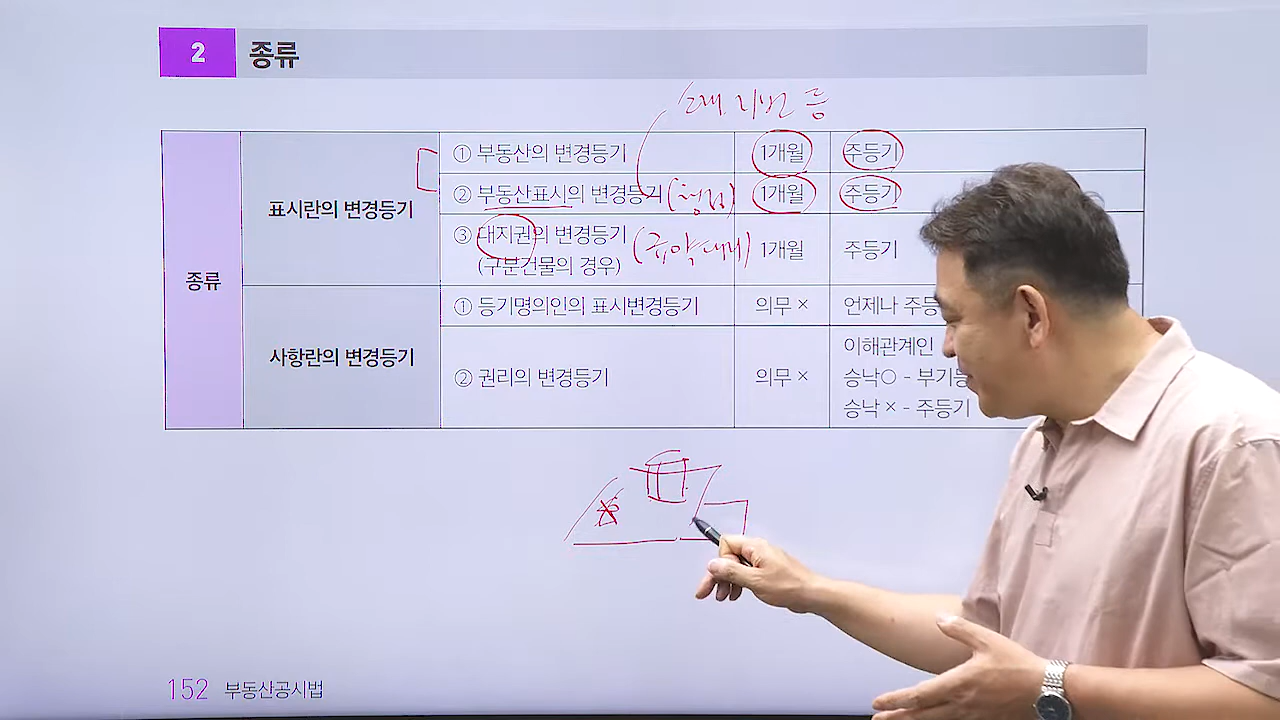 2 종류
소재 지번 등
종류
표시란의 변경등기
① 부동산의 변경등기 1개월 주등기
② 부동산표시의 변경등기 1개월 주등기
③ 대지권의 변경등기
(구분건물의 경우) 1개월 주등기
사항란의 변경등기
① 등기명의인의 표시변경등기 의무 × 언제나 주등
② 권리의 변경등기 의무 ×
이해관계인
승낙○ - 부기등
승낙 × - 주등기
152 부동산공시법